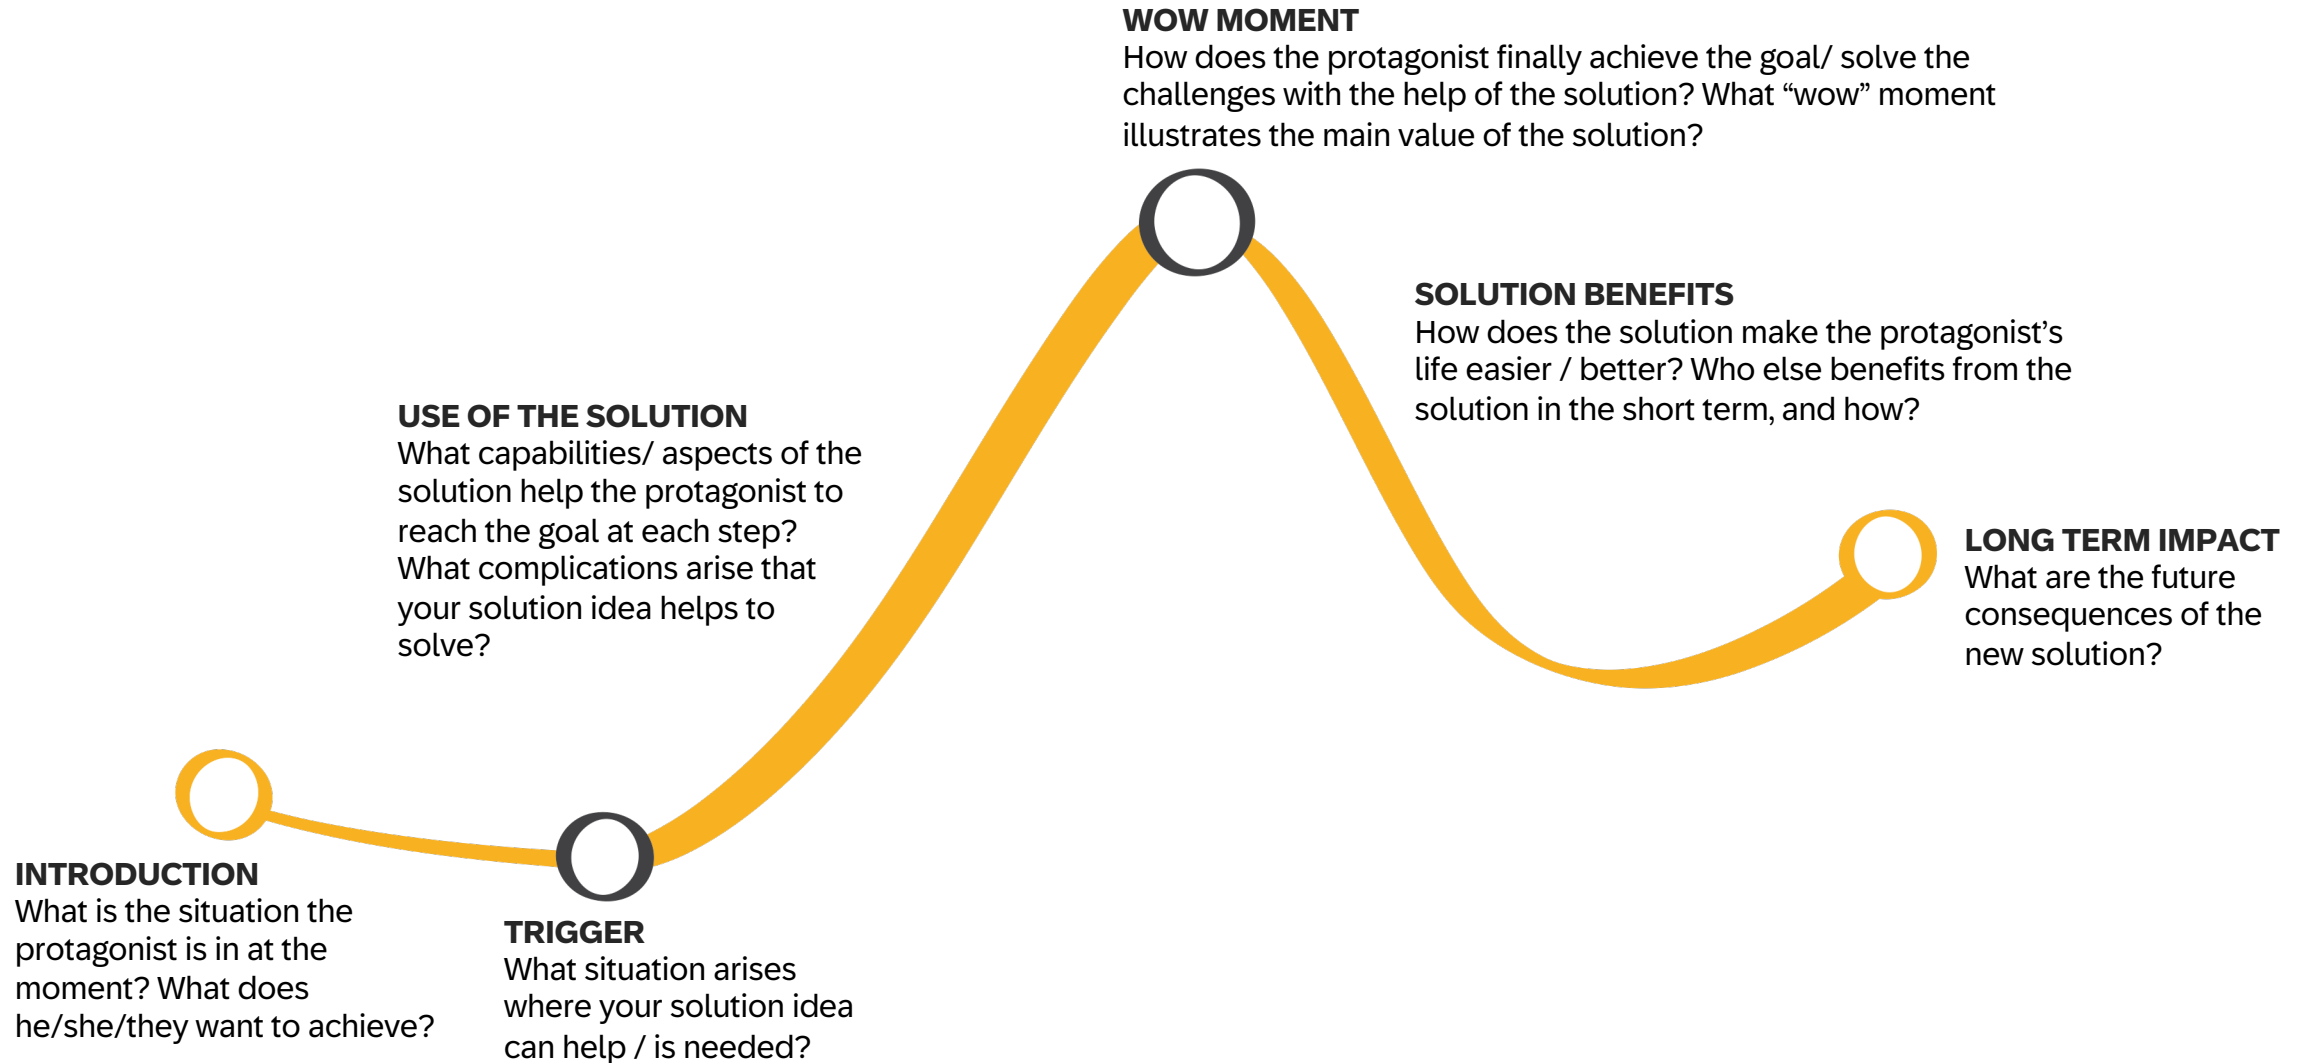 INTRODUCTION
What is the situation the
protagonist is in at the
moment? What does
he/she/they want to achieve?
TRIGGER
What situation arises
where your solution idea
can help / is needed?
USE OF THE SOLUTION
What capabilities/ aspects of the
solution help the protagonist to
reach the goal at each step?
What complications arise that
your solution idea helps to
solve?
WOW MOMENT
How does the protagonist finally achieve the goal/ solve the
challenges with the help of the solution? What “wow” moment
illustrates the main value of the solution?
SOLUTION BENEFITS
How does the solution make the protagonist’s
life easier / better? Who else benefits from the
solution in the short term, and how?
LONG TERM IMPACT
What are the future
consequences of the
new solution?